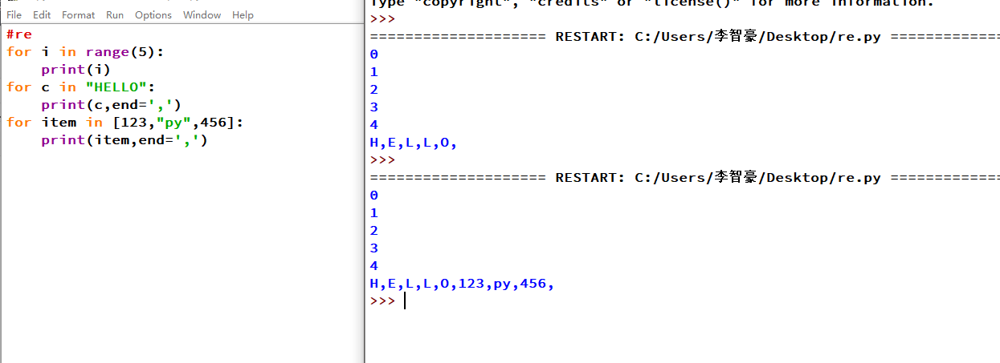 File Edit Format Run Options Window Help
#re
for i in range(5):
    print(i)
for c in "HELLO":
    print(c,end=',')
for item in [123,"py",456]:
    print(item,end=',')
Type "copyright", "credits" or "license()" for more information.
>>>
==================== RESTART: C:/Users/李智豪/Desktop/re.py =============
0
1
2
3
4
H,E,L,L,O,
>>>
==================== RESTART: C:/Users/李智豪/Desktop/re.py =============
0
1
2
3
4
H,E,L,L,O,123,py,456,
>>>